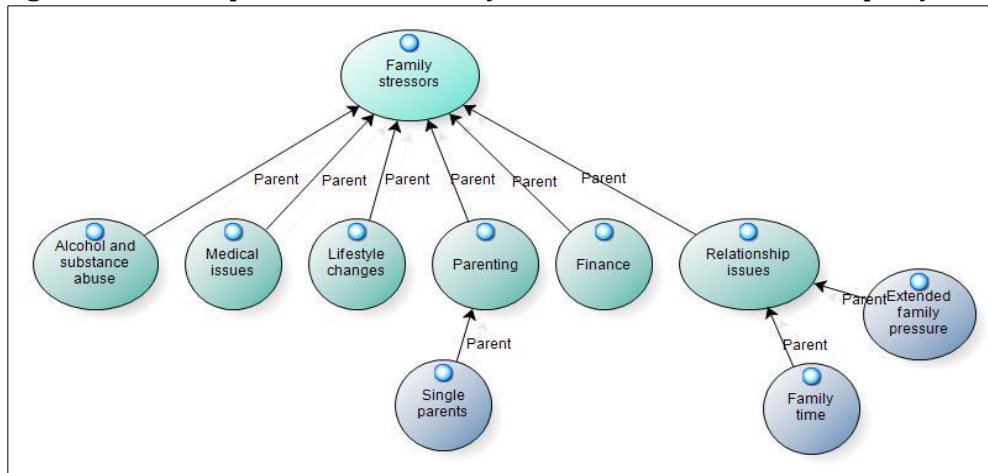 Family
stressors
Parent Parent Parent Parent Parent Parent
Alcohol and
substance
abuse
Medical
issues
Lifestyle
changes
Parenting
Finance
Relationship
issues
Parent
Extended
family
pressure
Parent
Parent
Single
parents
Family
time